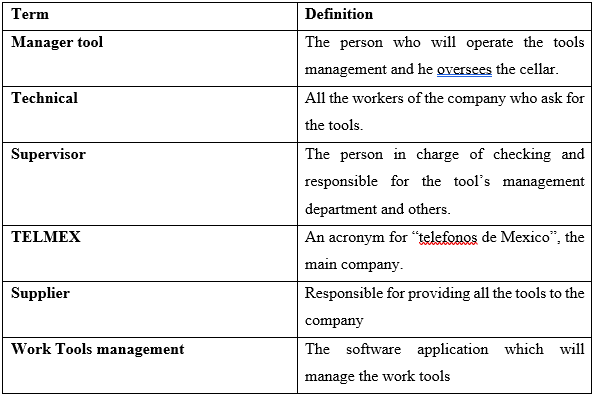 Term Definition
Manager tool The person who will operate the tools
management and he oversees the cellar.
Technical All the workers of the company who ask for
the tools.
Supervisor The person in charge of checking and
responsible for the tool's management
department and others.
TELMEX An acronym for “telefonos de Mexico”, the
main company.
Supplier Responsible for providing all the tools to the
company
Work Tools management The software application which will
manage the work tools